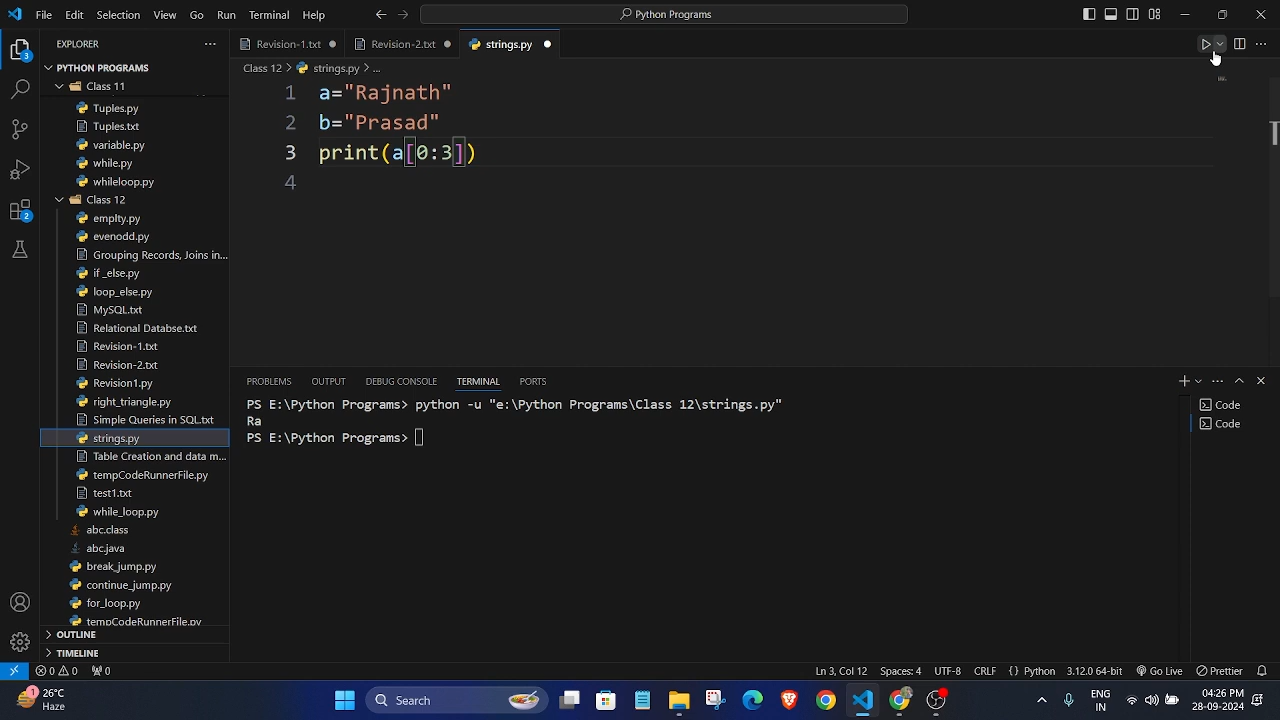 File Edit Selection View Go Run Terminal Help Python Programs
EXPLORER
Revision-1.txt Revision-2.txt strings.py
PYTHON PROGRAMS
Class 12 > strings.py > ...
Class 11
Tuples.py
Tuples.txt
variable.py
while.py
whileloop.py
Class 12
emplty.py
evenodd.py
Grouping Records, Joins in...
if _else.py
loop_else.py
MySQL.txt
Relational Databse.txt
Revision-1.txt
Revision-2.txt
Revision1.py
right_triangle.py
Simple Queries in SQL.txt
strings.py
Table Creation and data m...
tempCodeRunnerFile.py
test1.txt
while_loop.py
abc.class
abc.java
break_jump.py
continue_jump.py
for_loop.py
tempCodeRunnerFile.py
OUTLINE
TIMELINE
3
2
1 a="Rajnath"
2 b="Prasad"
3 print(a[0:3])
4
PROBLEMS OUTPUT DEBUG CONSOLE TERMINAL PORTS
PS E:\Python Programs> python -u "e:\Python Programs\Class 12\strings.py"
Ra
PS E:\Python Programs>
Code
Code
0 0 0
Ln 3, Col 12 Spaces: 4 UTF-8 CRLF {} Python 3.12.0 64-bit Go Live Prettier
1
26°C
Haze
Search
ENG
IN
04:26 PM
28-09-2024